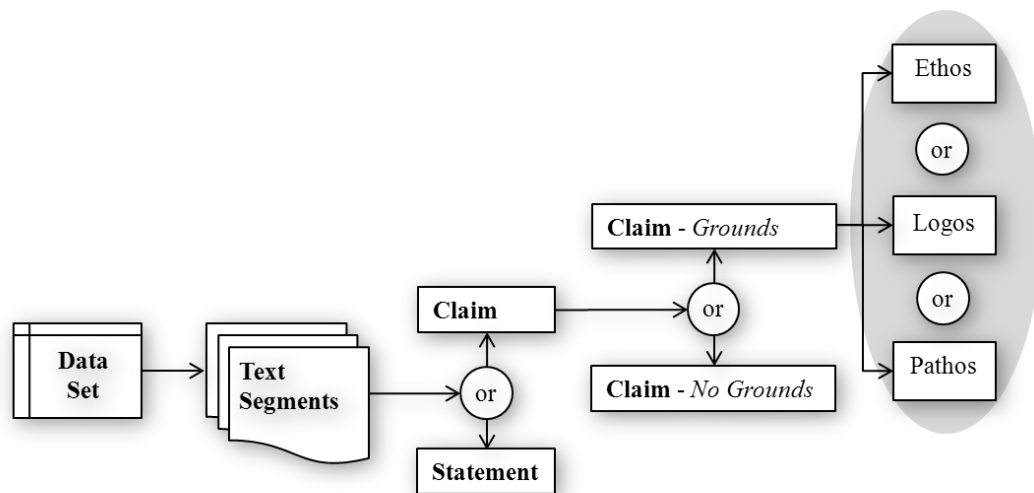 Data
Set
Text
Segments
or
Claim
Statement
or
Claim - Grounds
Claim - No Grounds
Ethos
or
Logos
or
Pathos